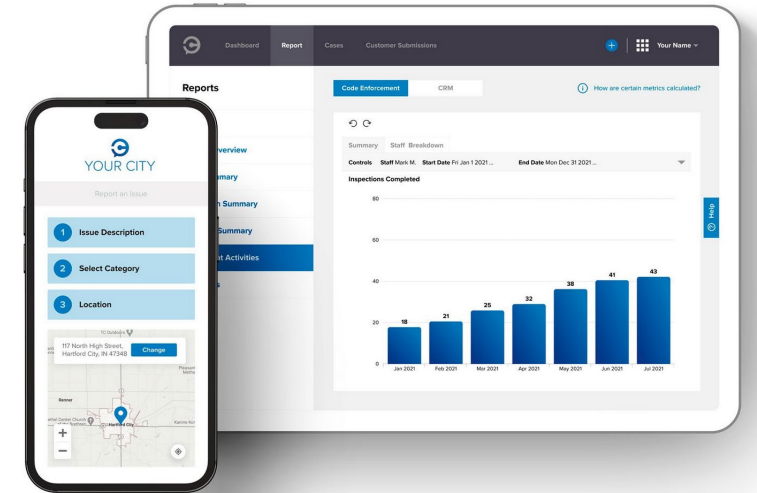 Dashboard
Report
Cases
Customer Submissions
Your Name
Reports
Code Enforcement
CRM
How are certain metrics calculated?
Summary
Staff Breakdown
Controls Staff Mark M. Start Date Fri Jan 1 2021 ... End Date Mon Dec 31 2021 ...
Inspections Completed
80
60
40
20
0
18
21
25
32
38
41
43
Jan 2021
Feb 2021
Mar 2021
Apr 2021
May 2021
Jun 2021
Jul 2021
Help
Summary
Summary
Activities
YOUR CITY
Report an Issue
1 Issue Description
2 Select Category
3 Location
117 North High Street,
Hartford City, IN 47348
Change
Renner
Hartford City
+
−